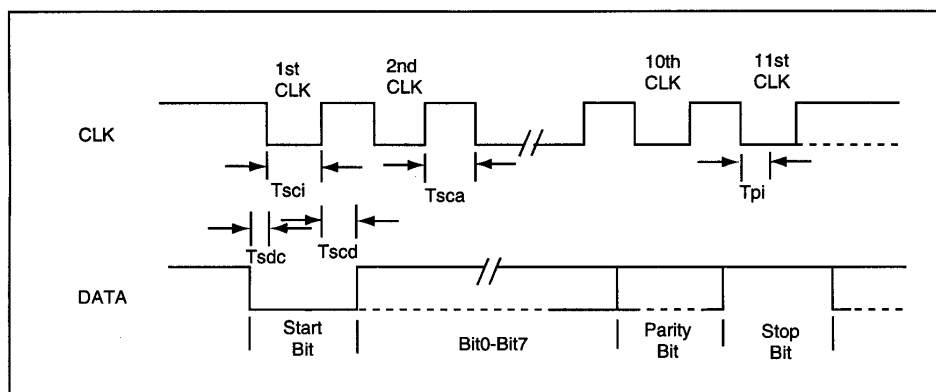 1st
CLK
2nd
CLK
10th
CLK
11st
CLK
CLK
Tsci
Tsca
Tpi
Tsdc
Tscd
DATA
Start
Bit
Bit0-Bit7
Parity
Bit
Stop
Bit